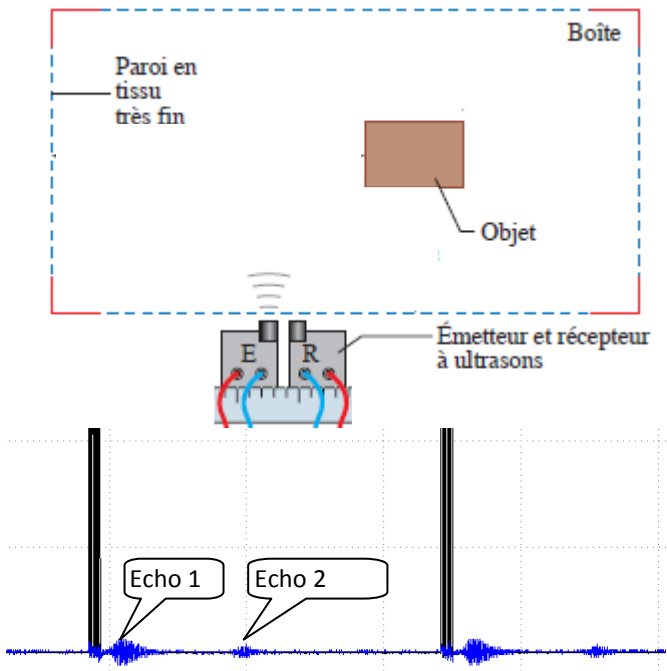 Boîte
Paroi en
tissu
très fin
Objet
Émetteur et récepteur
à ultrasons
E R
Echo 1
Echo 2